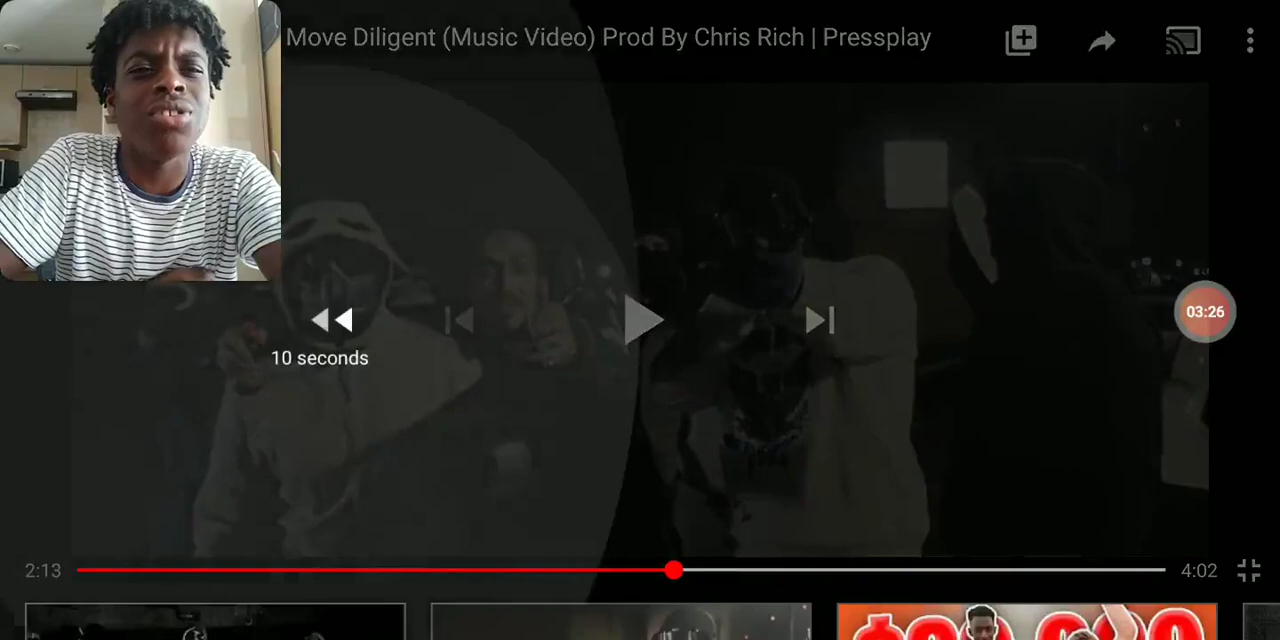 Move Diligent (Music Video) Prod By Chris Rich | Pressplay
03:26
10 seconds
2:13
4:02